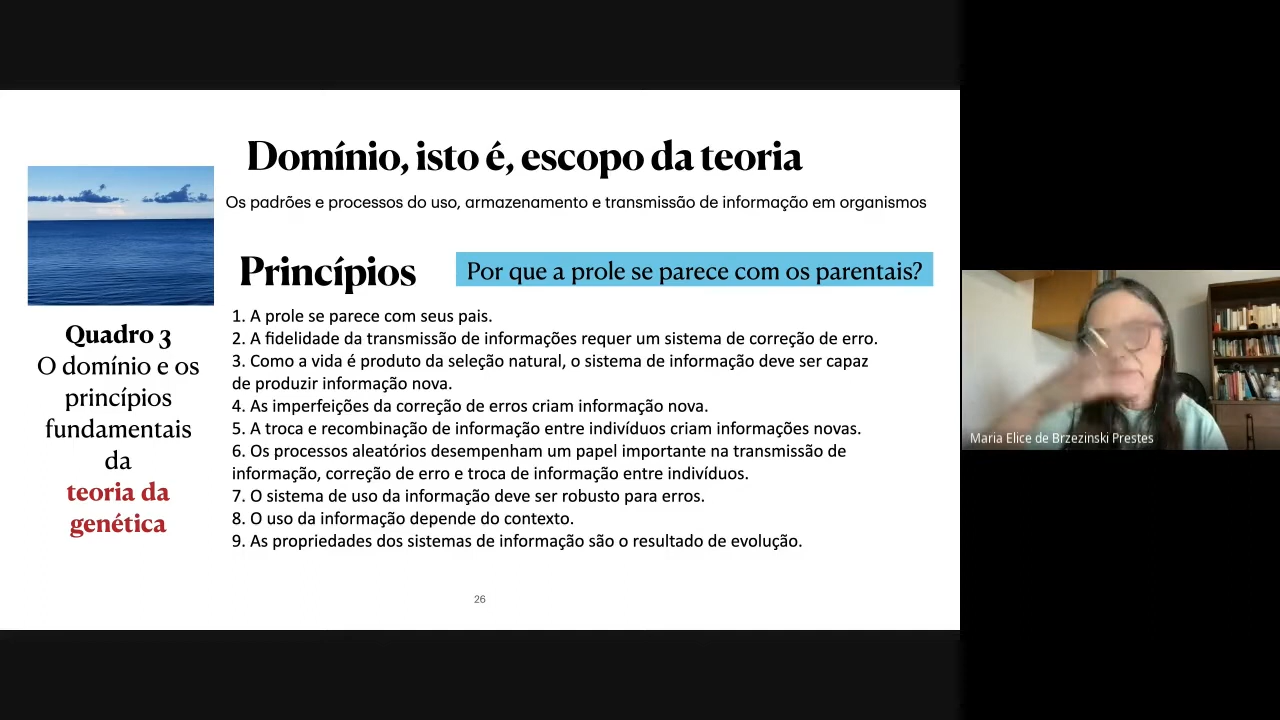 Domínio, isto é, escopo da teoria
Os padrões e processos do uso, armazenamento e transmissão de informação em organismos
Princípios
Por que a prole se parece com os parentais?
Quadro 3
O domínio e os
princípios
fundamentais
da
teoria da
genética
1. A prole se parece com seus pais.
2. A fidelidade da transmissão de informações requer um sistema de correção de erro.
3. Como a vida é produto da seleção natural, o sistema de informação deve ser capaz
de produzir informação nova.
4. As imperfeições da correção de erros criam informação nova.
5. A troca e recombinação de informação entre indivíduos criam informações novas.
6. Os processos aleatórios desempenham um papel importante na transmissão de
informação, correção de erro e troca de informação entre indivíduos.
7. O sistema de uso da informação deve ser robusto para erros.
8. O uso da informação depende do contexto.
9. As propriedades dos sistemas de informação são o resultado de evolução.
26
Maria Elice de Brzezinski Prestes